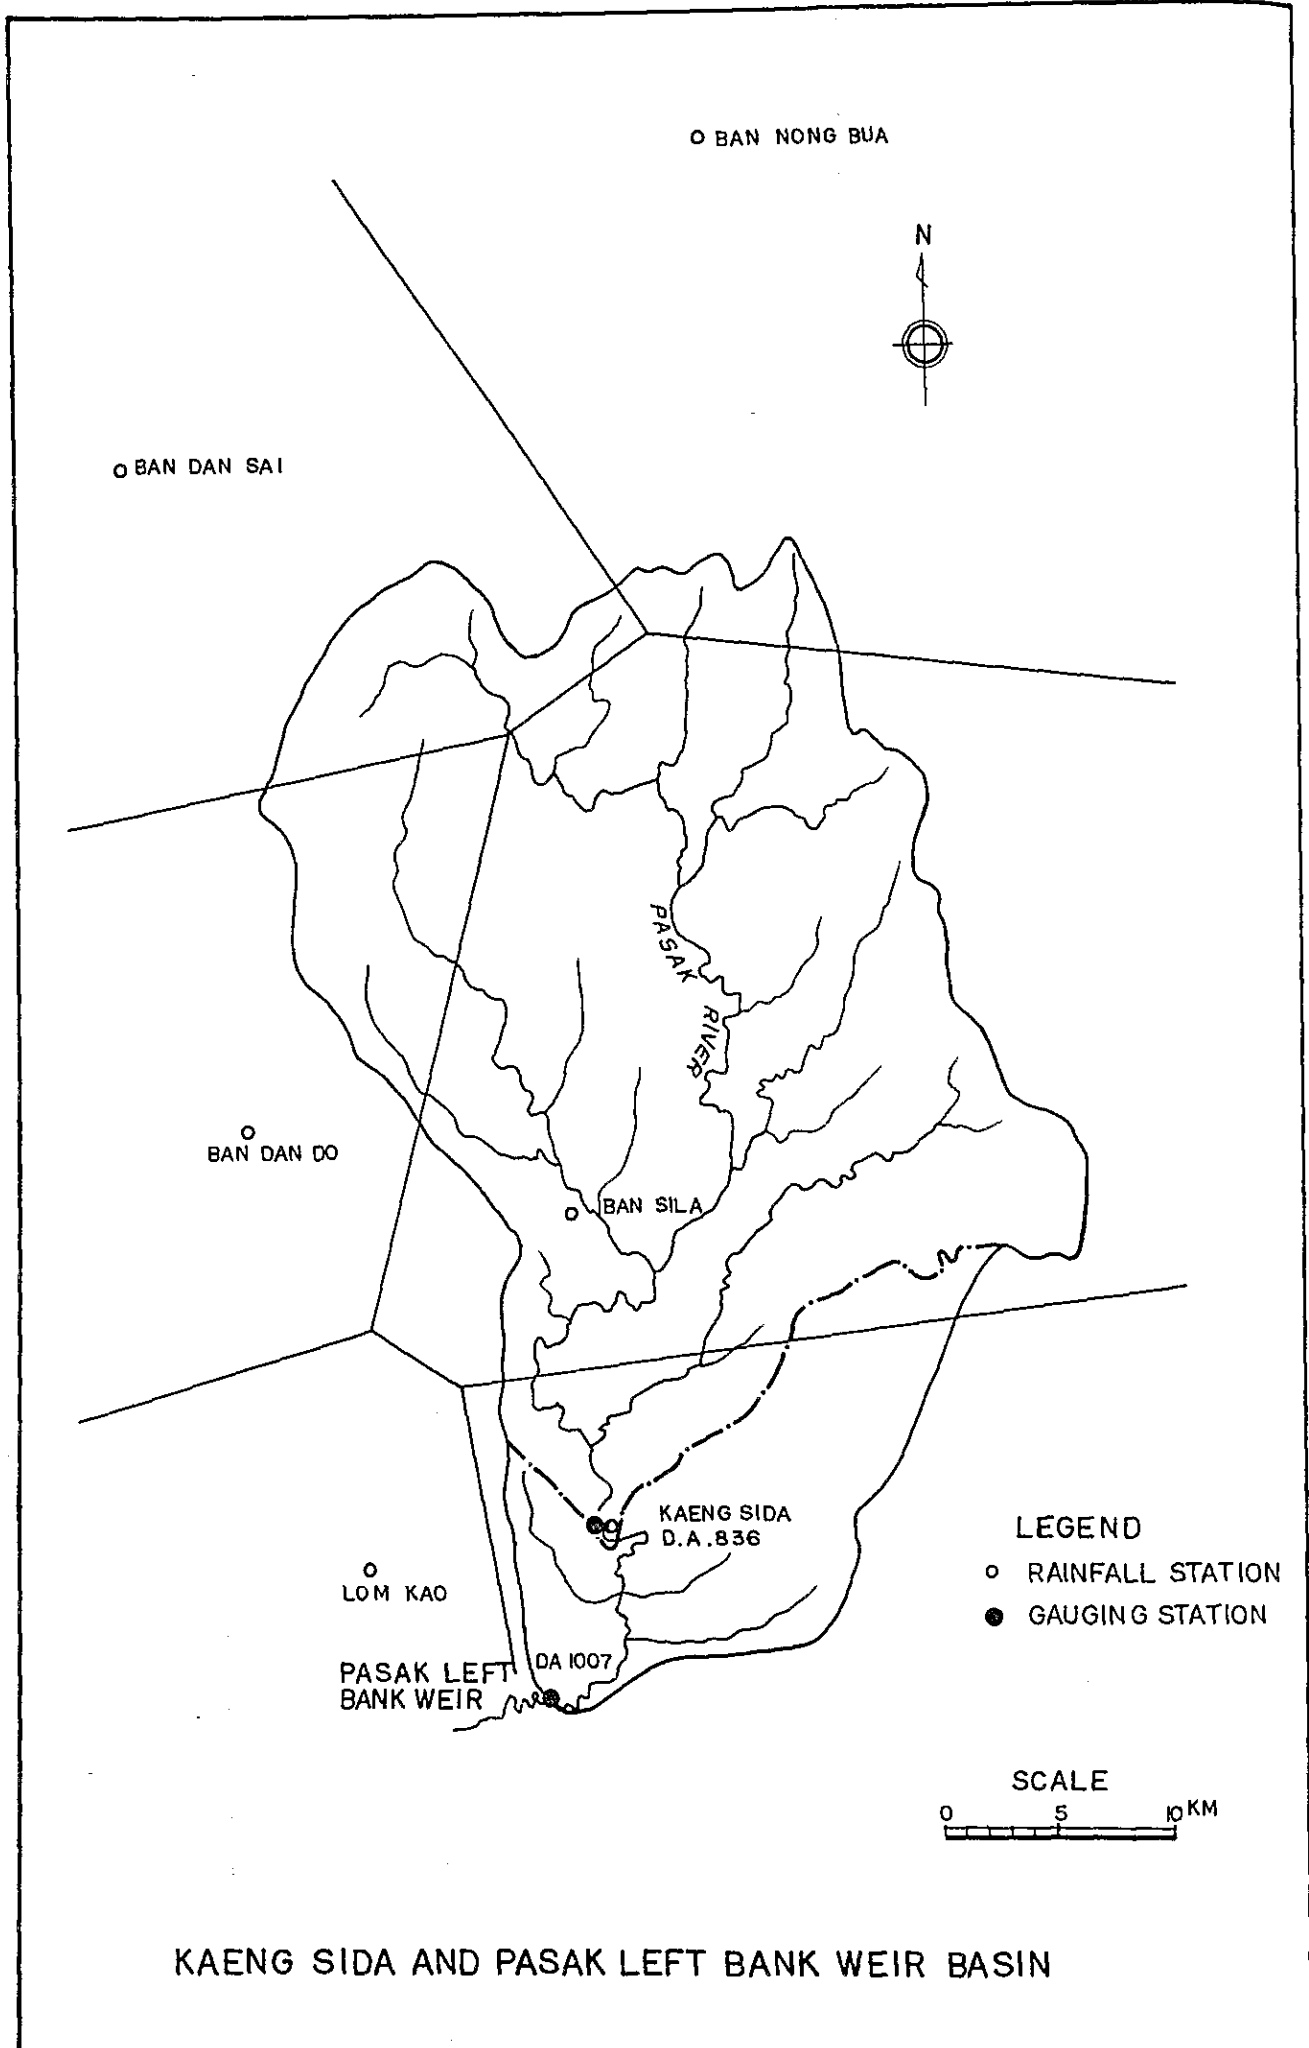 BAN NONG BUA
N
BAN DAN SAI
PASAK RIVER
BAN DAN DO
BAN SILA
KAENG SIDA
D.A.836
LEGEND
RAINFALL STATION
GAUGING STATION
LOM KAO
DA 1007
PASAK LEFT
BANK WEIR
SCALE
0 5 10 KM
KAENG SIDA AND PASAK LEFT BANK WEIR BASIN